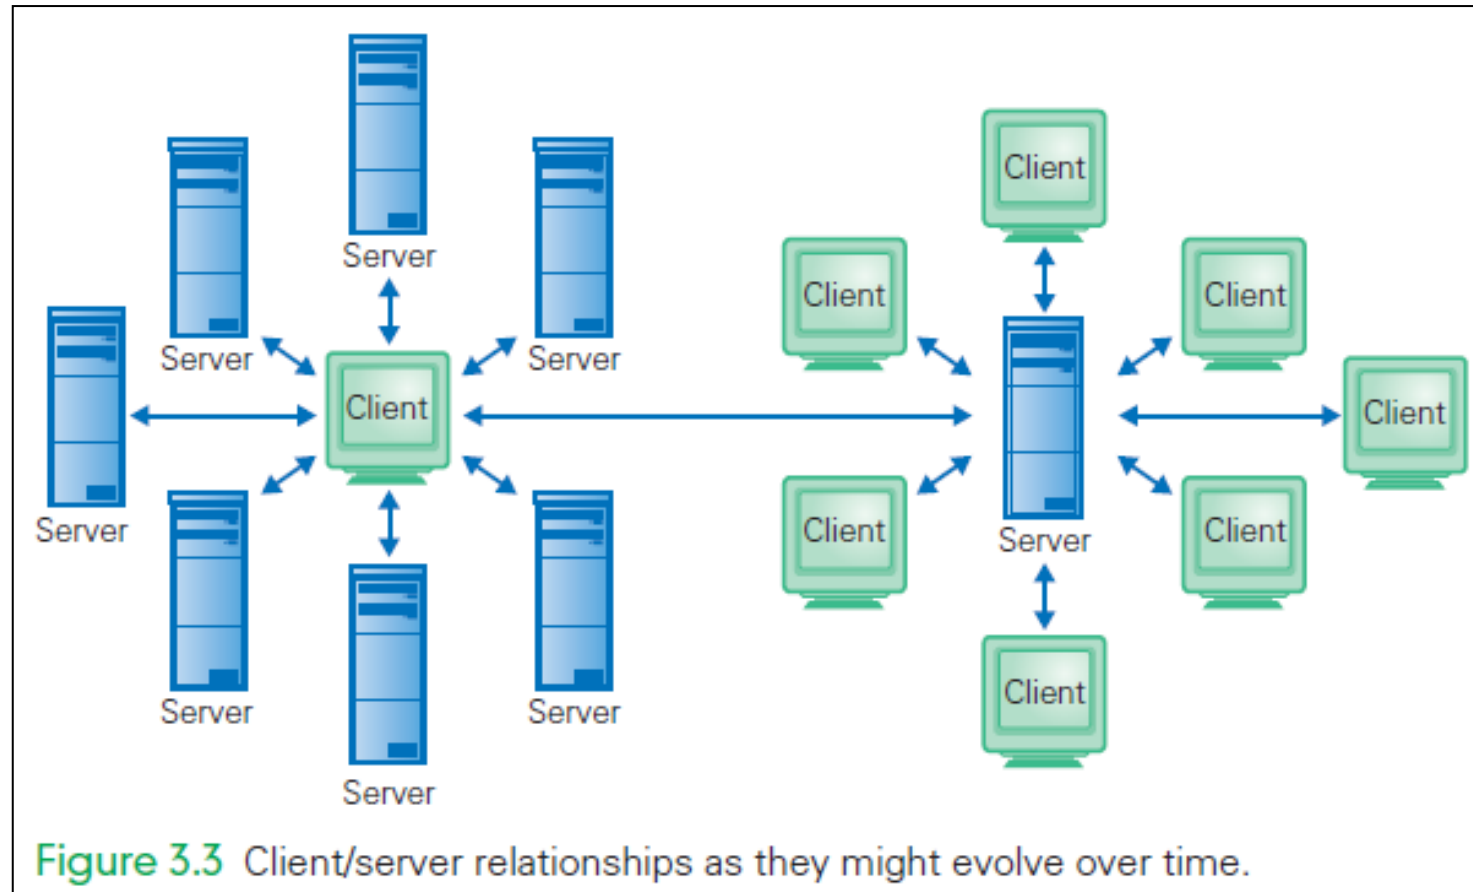 Server
Client
Server
Server
Client
Client
Server
Client
Client
Server
Server
Client
Client
Server
Server
Client
Server
Figure 3.3 Client/server relationships as they might evolve over time.